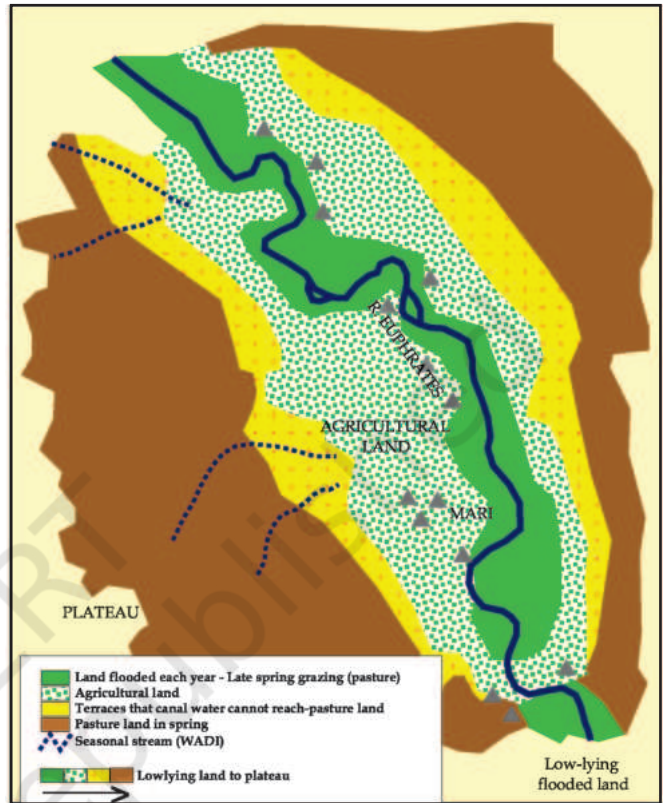 R. EUPHRATES
AGRICULTURAL
LAND
MARI
PLATEAU
Land flooded each year - Late spring grazing (pasture)
Agricultural land
Terraces that canal water cannot reach-pasture land
Pasture land in spring
Seasonal stream (WADI)
Lowlying land to plateau
Low-lying
flooded land